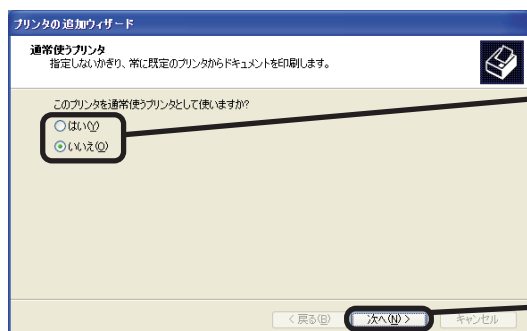 プリンタの追加ウィザード
通常使うプリンタ
指定しないかぎり、常に既定のプリンタからドキュメントを印刷します。
このプリンタを通常使うプリンタとして使いますか?
はい(Y)
いいえ(O)
< 戻る(B)
次へ(N) >
キャンセル